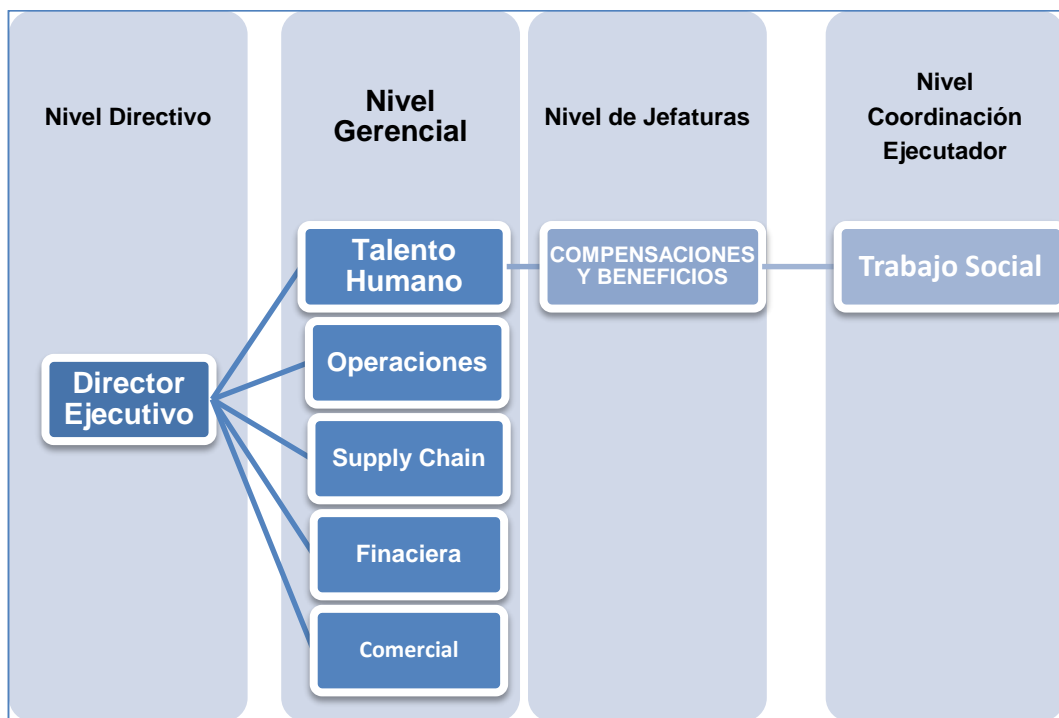 Nivel Directivo
Nivel
Gerencial
Nivel de Jefaturas
Nivel
Coordinación
Ejecutador
Director
Ejecutivo
Talento
Humano
Operaciones
Supply Chain
Finaciera
Comercial
COMPENSACIONES
Y BENEFICIOS
Trabajo Social